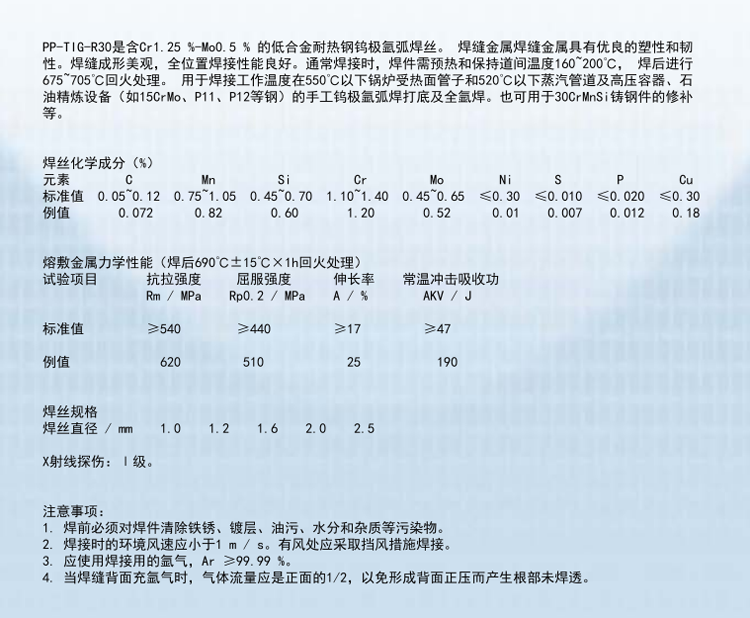 PP-TIG-R30是含Cr1.25 %-Mo0.5 % 的低合金耐热钢钨极氩弧焊丝。 焊缝金属焊缝金属具有优良的塑性和韧
性。焊缝成形美观，全位置焊接性能良好。通常焊接时，焊件需预热和保持道间温度160~200℃， 焊后进行
675~705℃回火处理。 用于焊接工作温度在550℃以下锅炉受热面管子和520℃以下蒸汽管道及高压容器、石
油精炼设备（如15CrMo、P11、P12等钢）的手工钨极氩弧焊打底及全氩焊。也可用于30CrMnSi铸钢件的修补
等。
焊丝化学成分（%）
元素 C Mn Si Cr Mo Ni S P Cu
标准值 0.05~0.12 0.75~1.05 0.45~0.70 1.10~1.40 0.45~0.65 ≤0.30 ≤0.010 ≤0.020 ≤0.30
例值 0.072 0.82 0.60 1.20 0.52 0.01 0.007 0.012 0.18
熔敷金属力学性能（焊后690℃±15℃×1h回火处理）
试验项目 抗拉强度 屈服强度 伸长率 常温冲击吸收功
Rm / MPa Rp0.2 / MPa A / % AKV / J
标准值 ≥540 ≥440 ≥17 ≥47
例值 620 510 25 190
焊丝规格
焊丝直径 / mm 1.0 1.2 1.6 2.0 2.5
X射线探伤：Ⅰ级。
注意事项：
1. 焊前必须对焊件清除铁锈、镀层、油污、水分和杂质等污染物。
2. 焊接时的环境风速应小于1 m / s。有风处应采取挡风措施焊接。
3. 应使用焊接用的氩气，Ar ≥99.99 %。
4. 当焊缝背面充氩气时，气体流量应是正面的1/2，以免形成背面正压而产生根部未焊透。